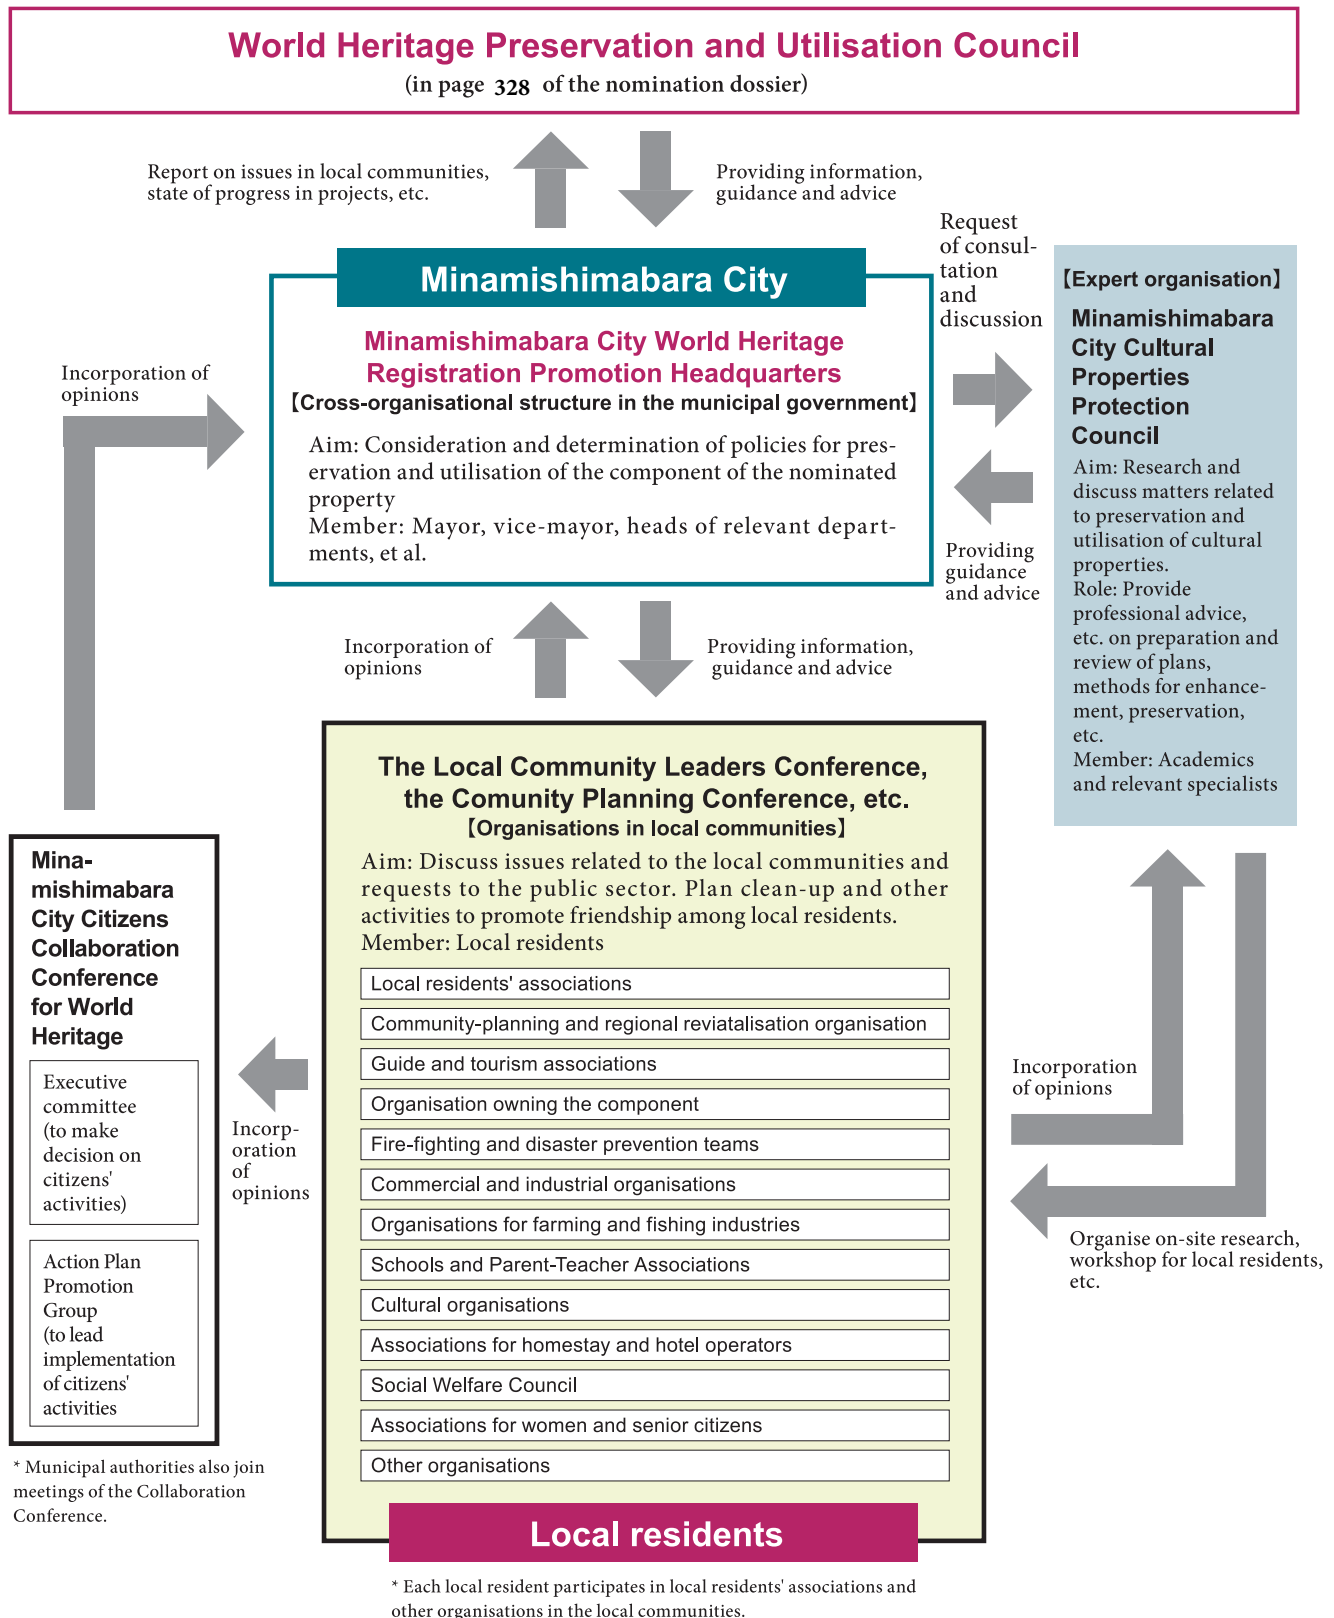 World Heritage Preservation and Utilisation Council
(in page 328 of the nomination dossier)
Report on issues in local communities,
state of progress in projects, etc.
Providing information,
guidance and advice
Request
of consul-
tation
and
discussion
Minamishimabara City
Minamishimabara City World Heritage
Registration Promotion Headquarters
【Cross-organisational structure in the municipal government】
Aim: Consideration and determination of policies for pres-
ervation and utilisation of the component of the nominated
property
Member: Mayor, vice-mayor, heads of relevant depart-
ments, et al.
【Expert organisation】
Minamishimabara
City Cultural
Properties
Protection
Council
Aim: Research and
discuss matters related
to preservation and
utilisation of cultural
properties.
Role: Provide
professional advice,
etc. on preparation and
review of plans,
methods for enhance-
ment, preservation,
etc.
Member: Academics
and relevant specialists
Incorporation of
opinions
Providing
guidance
and advice
Incorporation of
opinions
Providing information,
guidance and advice
The Local Community Leaders Conference,
the Comunity Planning Conference, etc.
【Organisations in local communities】
Aim: Discuss issues related to the local communities and
requests to the public sector. Plan clean-up and other
activities to promote friendship among local residents.
Member: Local residents
Local residents' associations
Community-planning and regional reviatalisation organisation
Guide and tourism associations
Organisation owning the component
Fire-fighting and disaster prevention teams
Commercial and industrial organisations
Organisations for farming and fishing industries
Schools and Parent-Teacher Associations
Cultural organisations
Associations for homestay and hotel operators
Social Welfare Council
Associations for women and senior citizens
Other organisations
Local residents
* Each local resident participates in local residents' associations and
other organisations in the local communities.
Mina-
mishimabara
City Citizens
Collaboration
Conference
for World
Heritage
Executive
committee
(to make
decision on
citizens'
activities)
Action Plan
Promotion
Group
(to lead
implementation
of citizens'
activities
* Municipal authorities also join
meetings of the Collaboration
Conference.
Incorp-
oration
of
opinions
Incorporation
of opinions
Organise on-site research,
workshop for local residents,
etc.